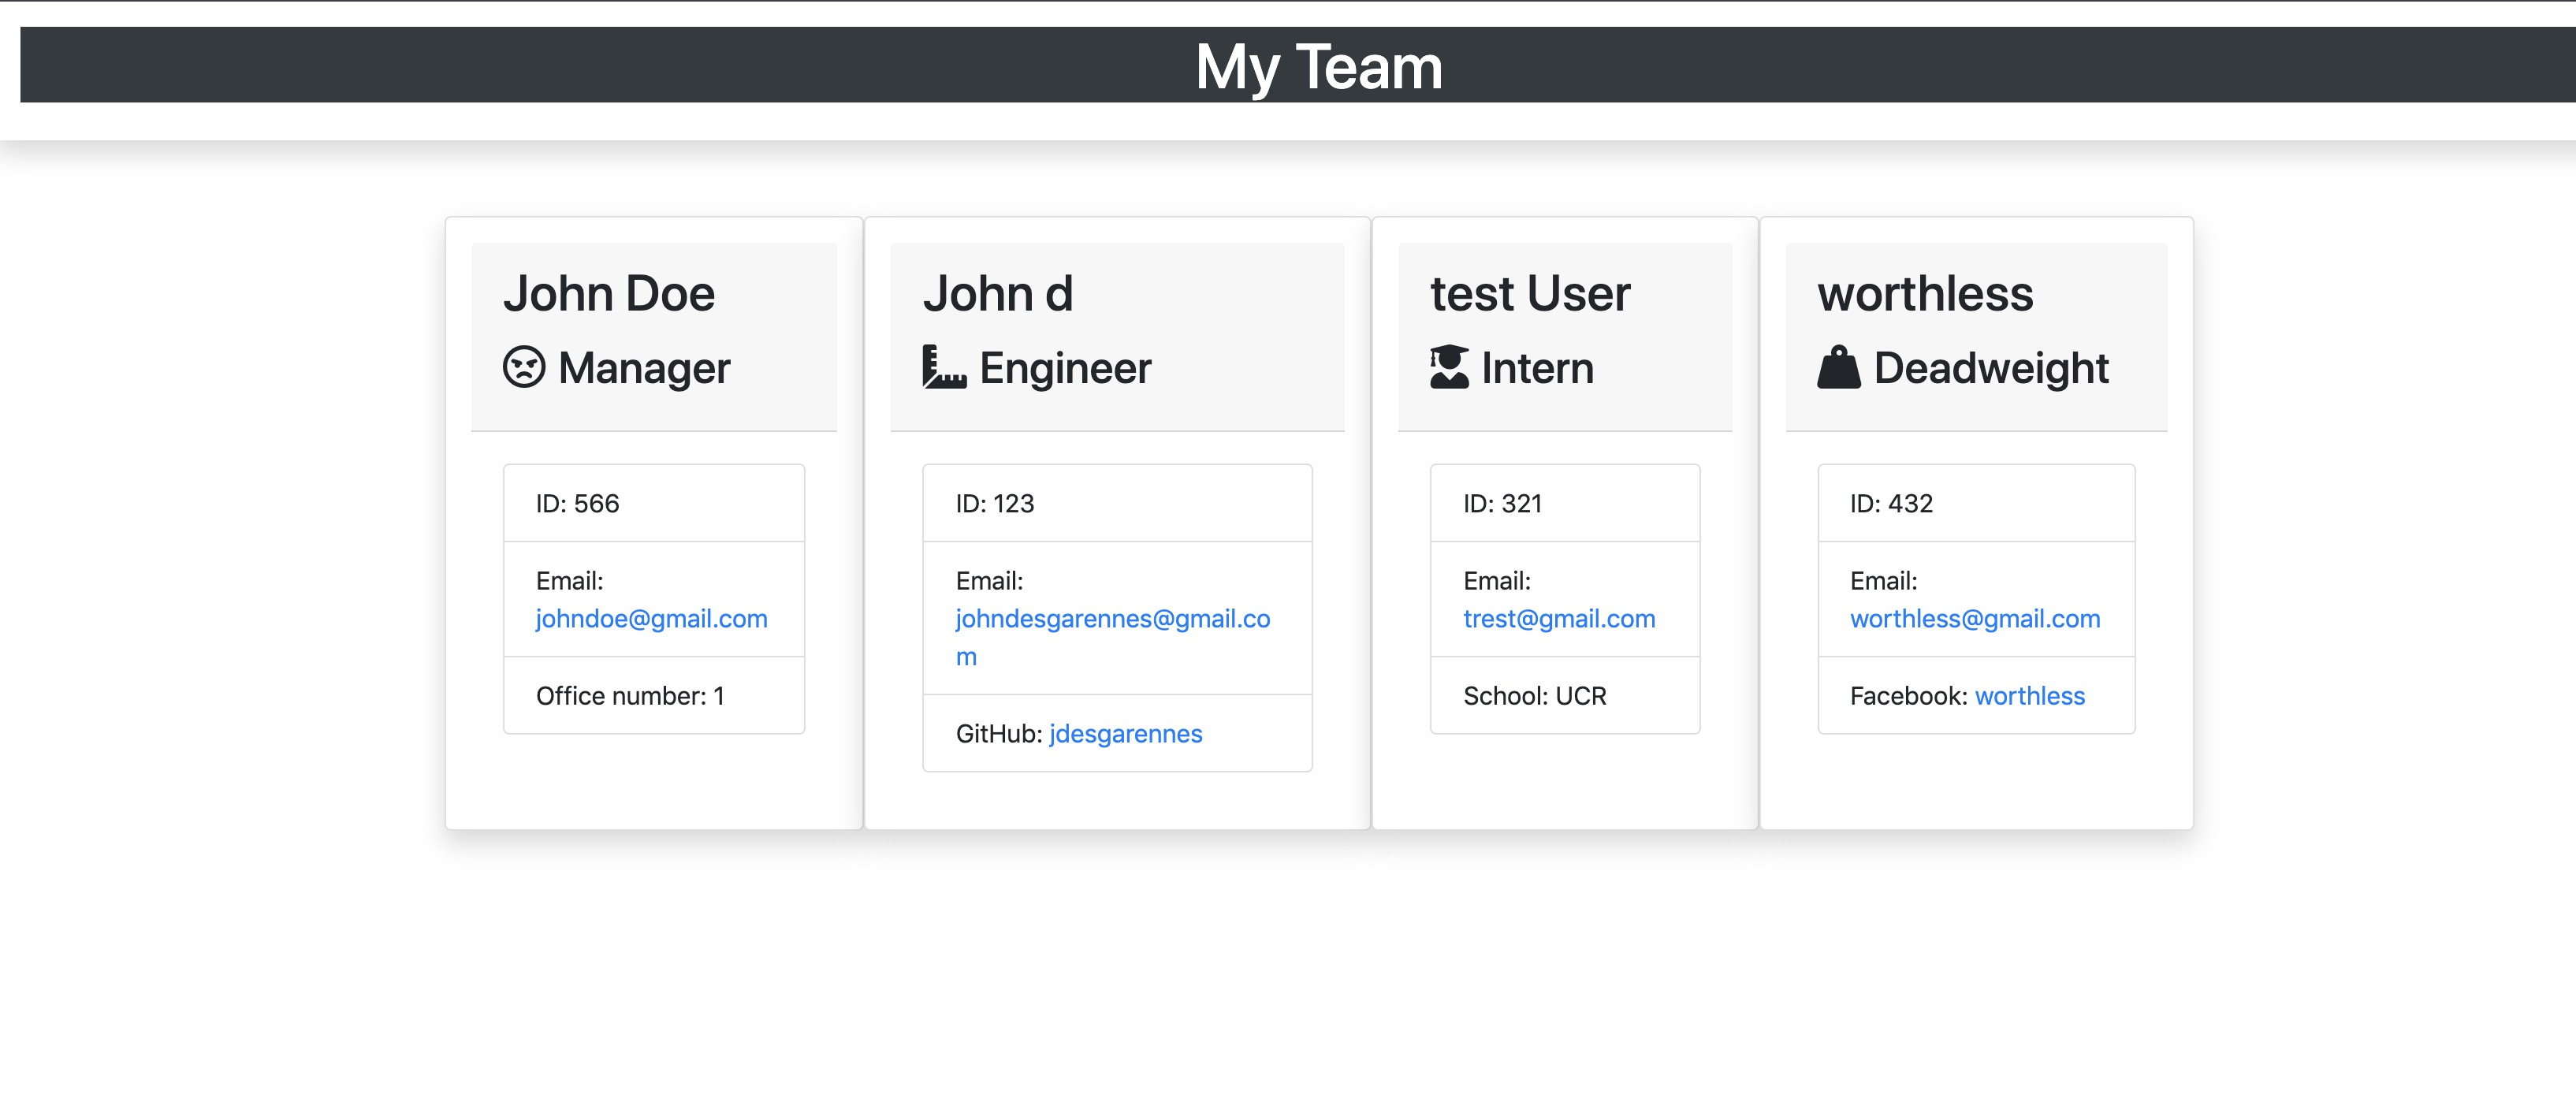 My Team
John Doe
Manager
ID: 566
Email:
johndoe@gmail.com
Office number: 1
John d
Engineer
ID: 123
Email:
johndesgarennes@gmail.co
m
GitHub: jdesgarennes
test User
Intern
ID: 321
Email:
trest@gmail.com
School: UCR
worthless
Deadweight
ID: 432
Email:
worthless@gmail.com
Facebook: worthless